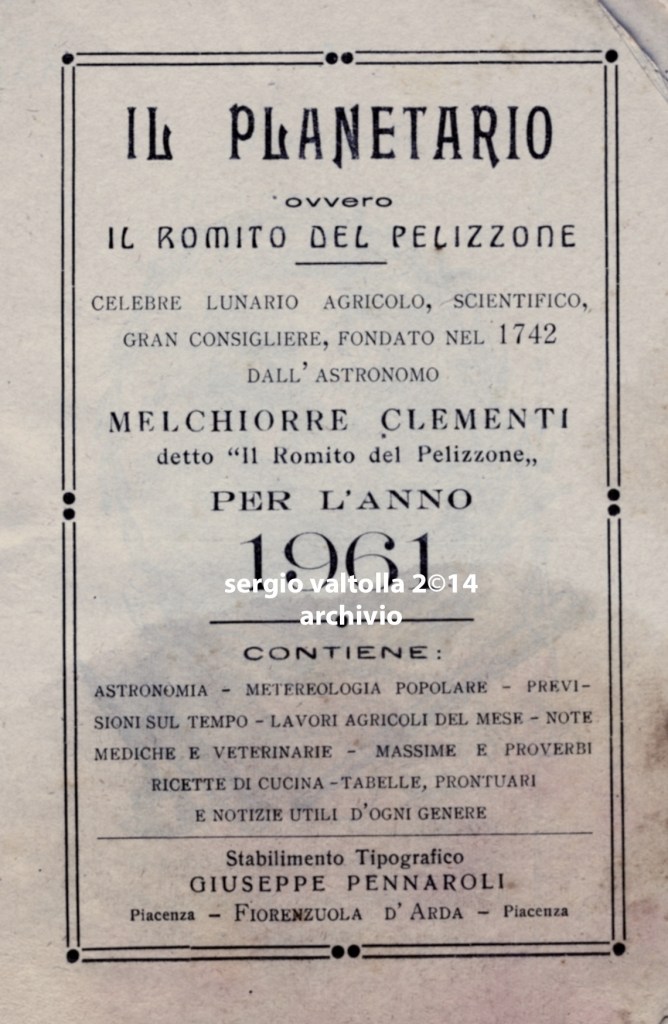 IL PLANETARIO
ovvero
IL ROMITO DEL PELIZZONE
CELEBRE LUNARIO AGRICOLO, SCIENTIFICO,
GRAN CONSIGLIERE, FONDATO NEL 1742
DALL' ASTRONOMO
MELCHIORRE CLEMENTI
detto "Il Romito del Pelizzone„
PER L'ANNO
1961
sergio valtolla 2©14
archivio
CONTIENE:
ASTRONOMIA - METEREOLOGIA POPOLARE - PREVI-
SIONI SUL TEMPO - LAVORI AGRICOLI DEL MESE - NOTE
MEDICHE E VETERINARIE - MASSIME E PROVERBI
RICETTE DI CUCINA - TABELLE, PRONTUARI
E NOTIZIE UTILI D'OGNI GENERE
Stabilimento Tipografico
GIUSEPPE PENNAROLI
Piacenza - FIORENZUOLA D'ARDA - Piacenza